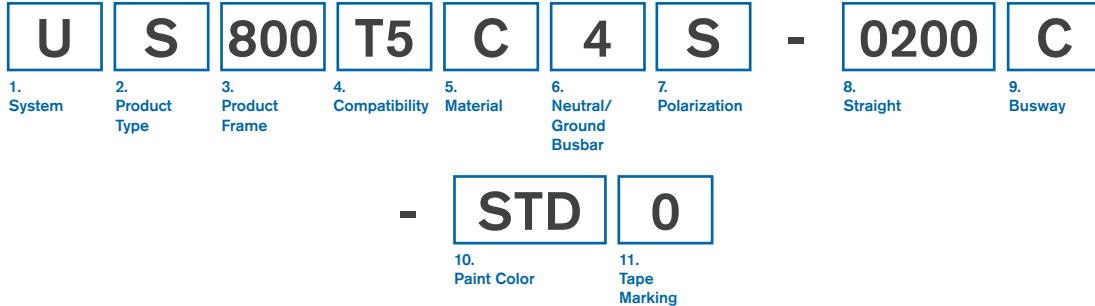 U S 800 T5 C 4 S - 0200 C
1. 2. 3. 4. 5. 6. 7. 8. 9.
System Product Product Compatibility Material Neutral/ Polarization Straight Busway
Type Frame Ground
Busbar
- STD 0
10. 11.
Paint Color Tape
Marking